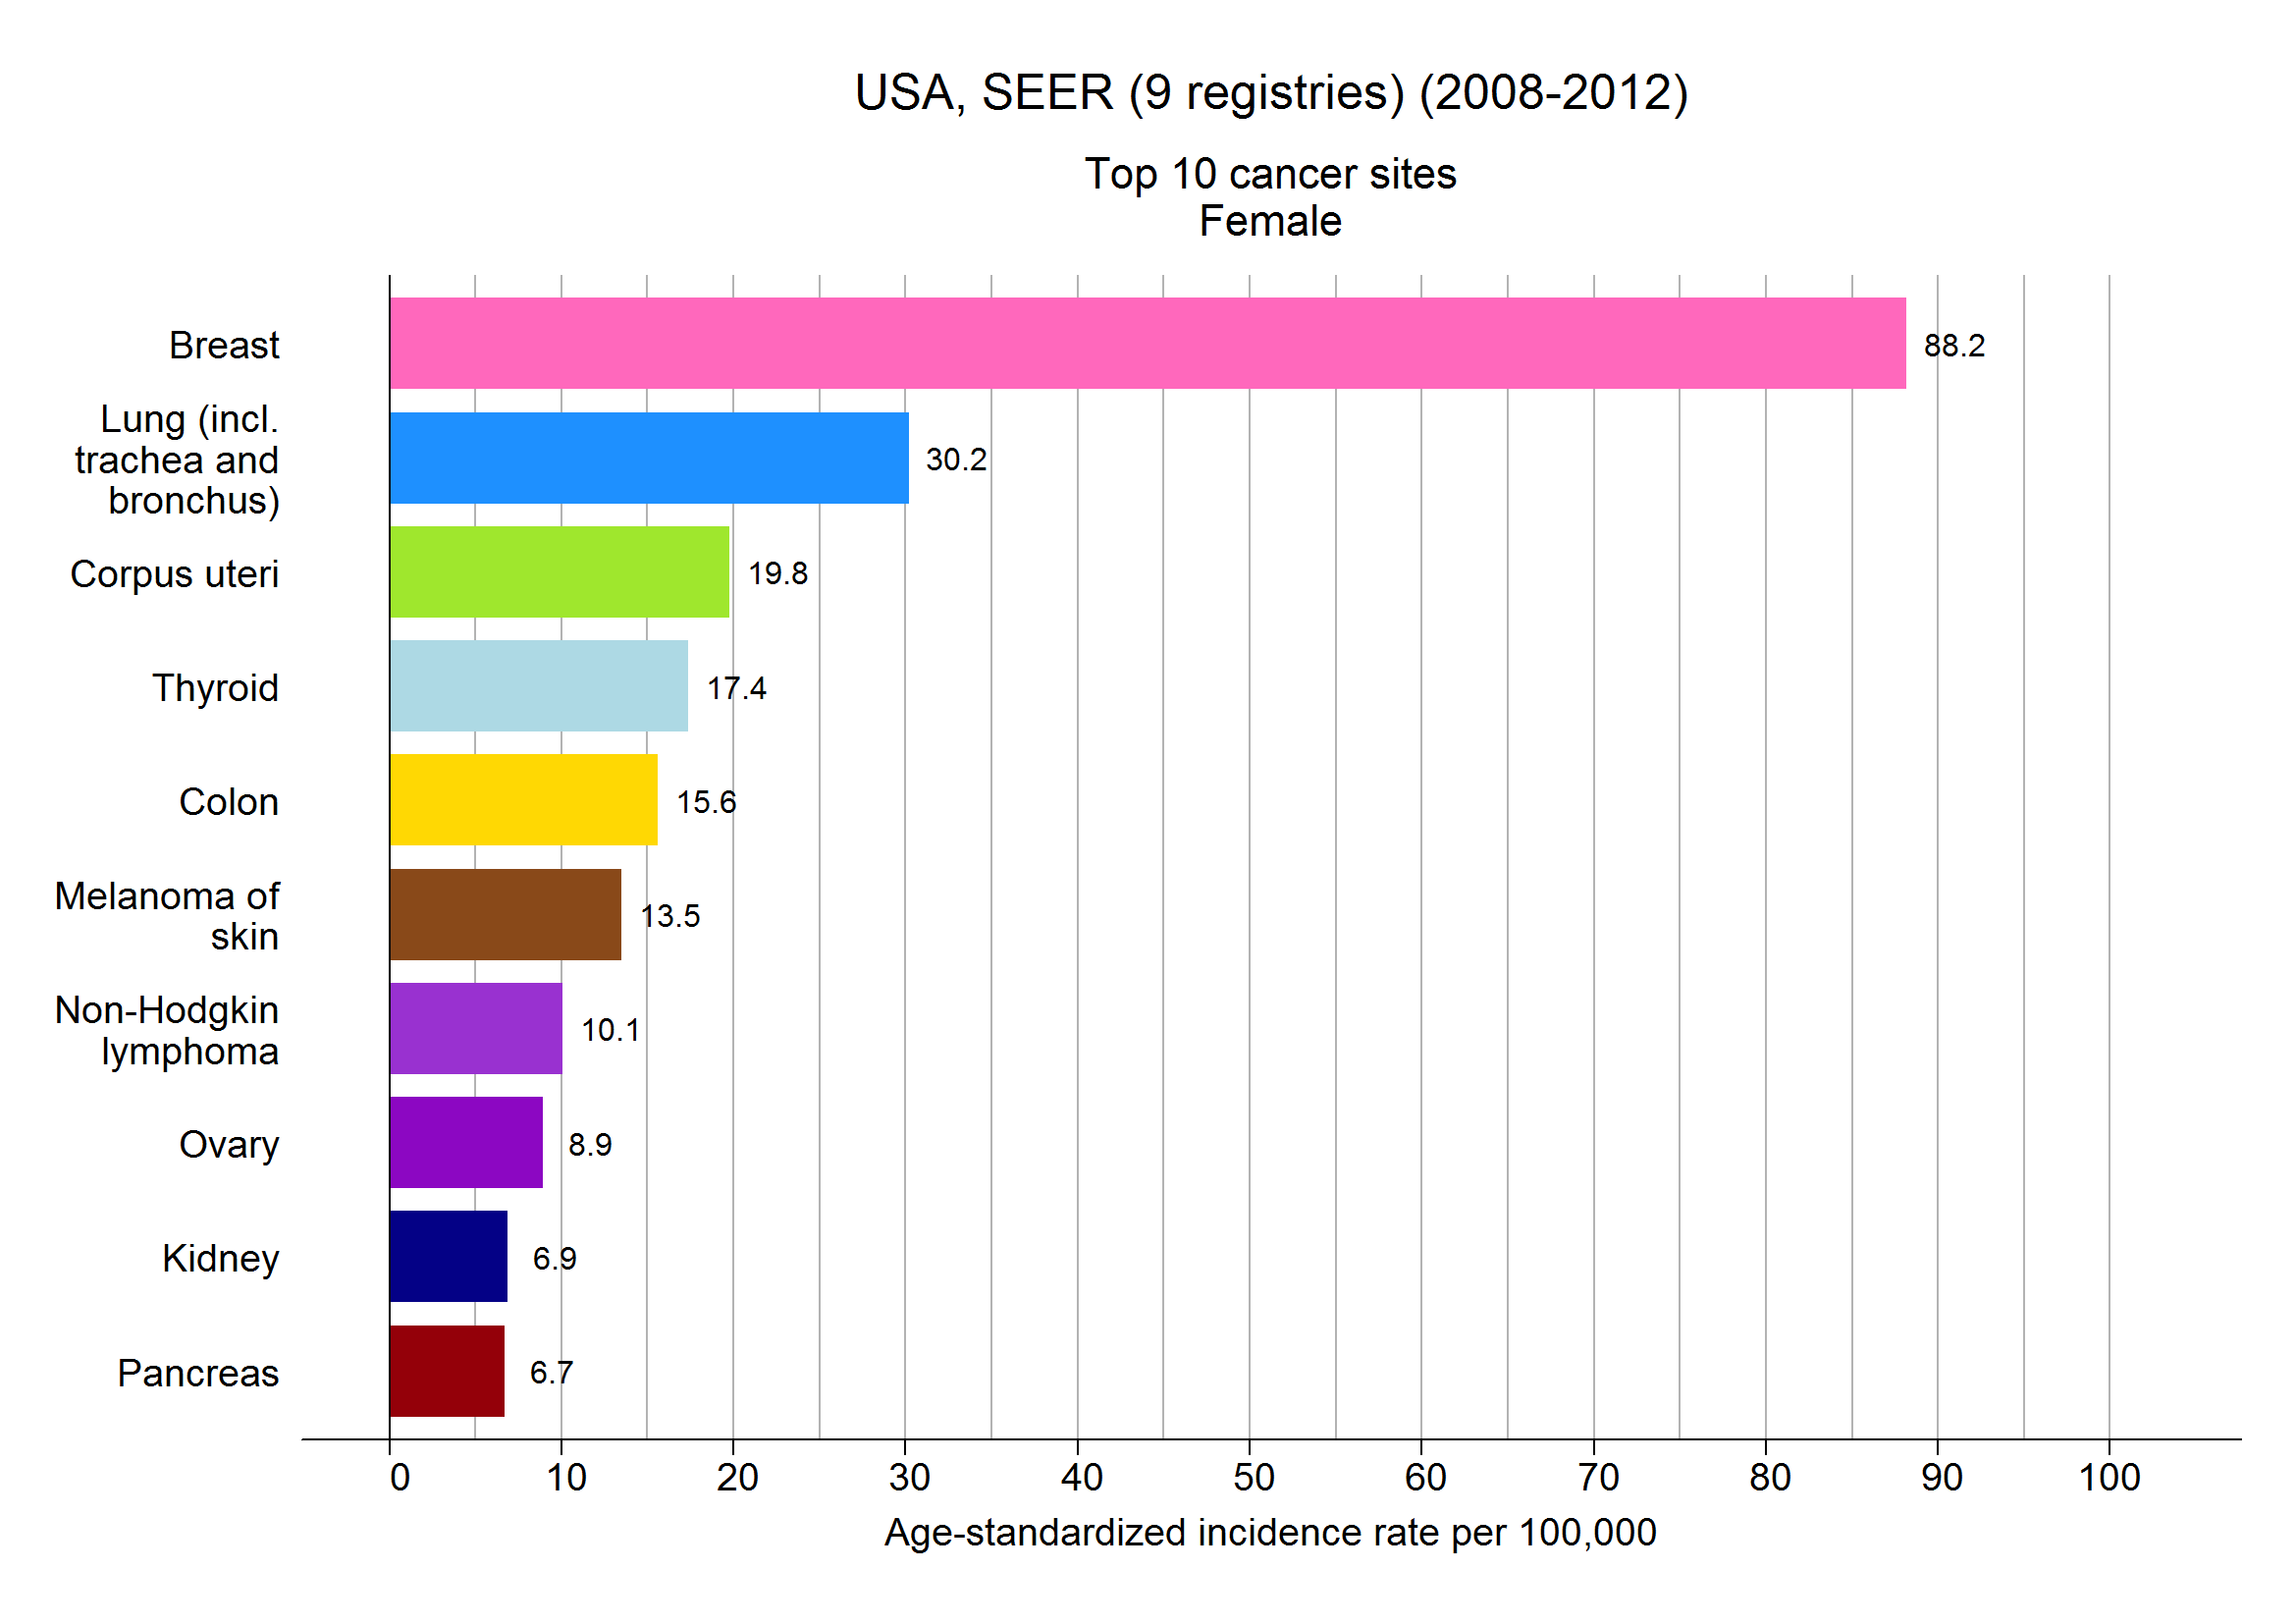 USA, SEER (9 registries) (2008-2012)
Top 10 cancer sites
Female
Breast
88.2
Lung (incl.
trachea and
bronchus)
30.2
Corpus uteri
19.8
Thyroid
17.4
Colon
15.6
Melanoma of
skin
13.5
Non-Hodgkin
lymphoma
10.1
Ovary
8.9
Kidney
6.9
Pancreas
6.7
0 10 20 30 40 50 60 70 80 90 100
Age-standardized incidence rate per 100,000